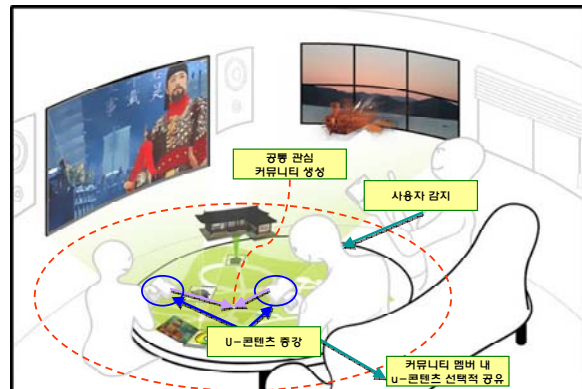 공통 관심
커뮤니티 생성
사용자 감지
U-콘텐츠 증강
커뮤니티 멤버 내
u-콘텐츠 선택적 공유